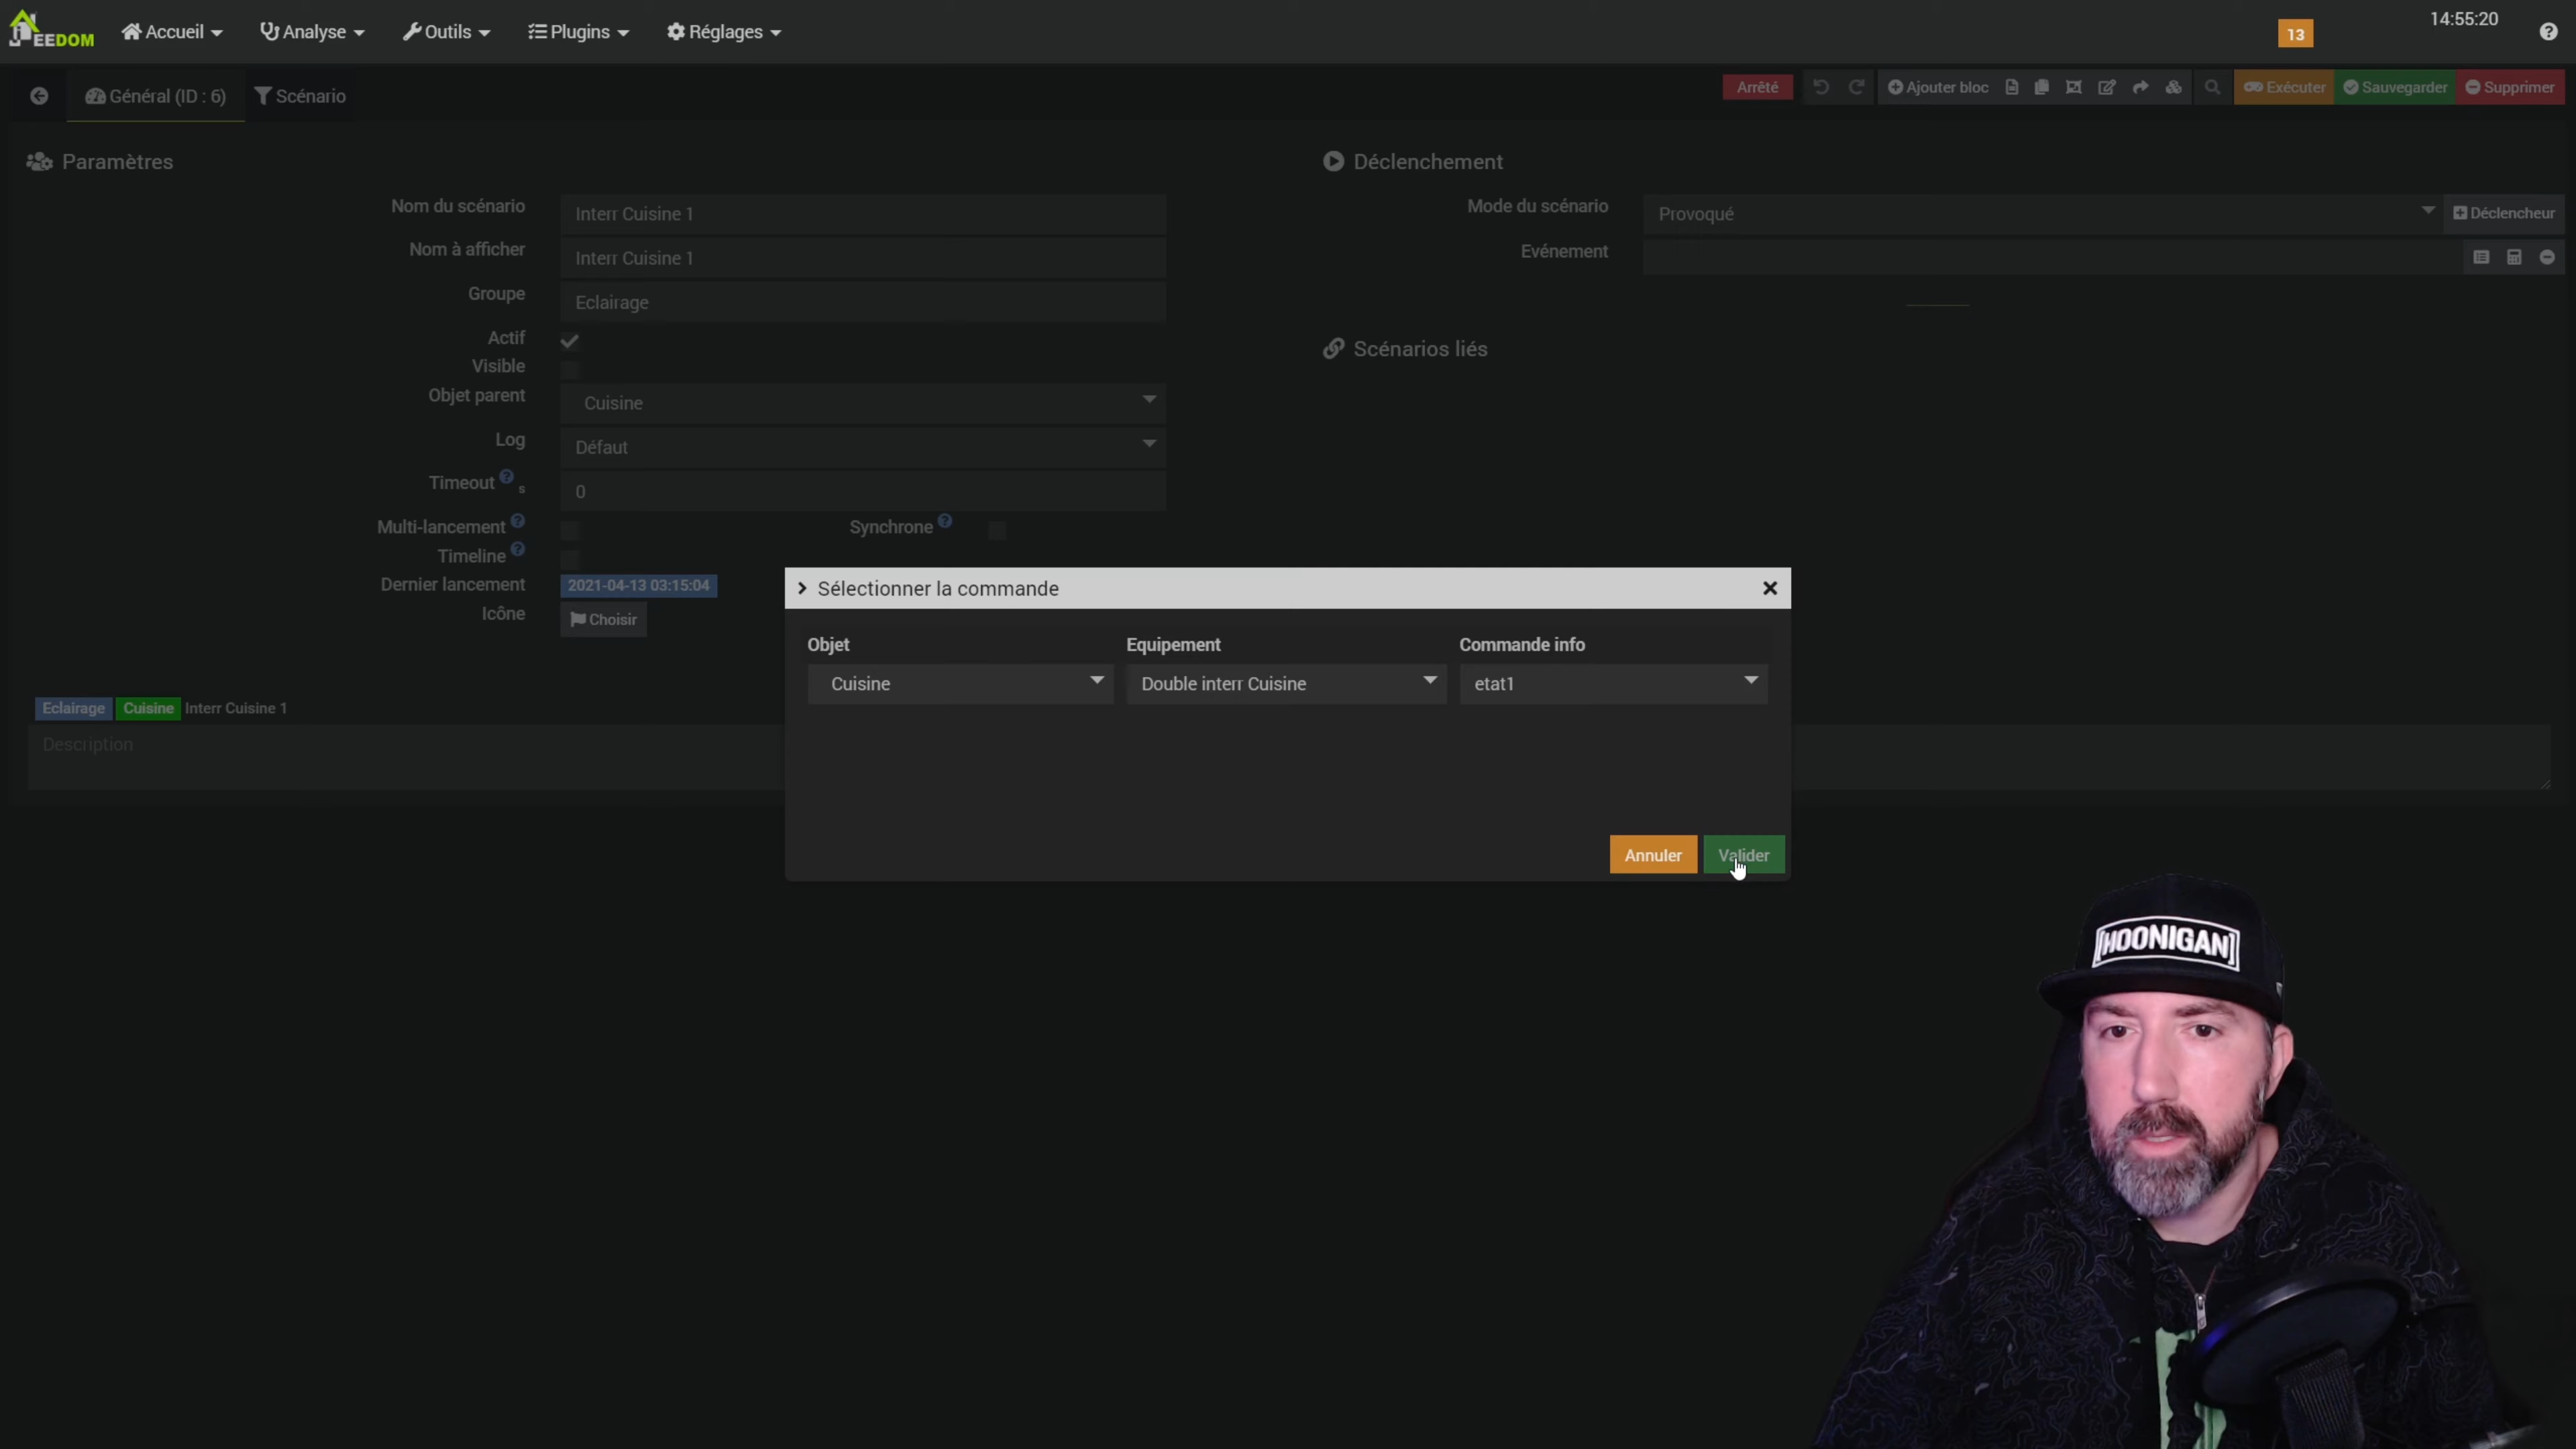 JEEDOM
Accueil
Analyse
Outils
Plugins
Réglages
13
14:55:20
Général (ID : 6)
Scénario
Arrêté
Ajouter bloc
Exécuter
Sauvegarder
Supprimer
Paramètres
Déclenchement
Nom du scénario
Interr Cuisine 1
Mode du scénario
Provoqué
Déclencheur
Nom à afficher
Interr Cuisine 1
Evénement
Groupe
Eclairage
Actif
Scénarios liés
Visible
Objet parent
Cuisine
Log
Défaut
Timeout ? s
0
Multi-lancement ?
Synchrone ?
Timeline ?
Dernier lancement
2021-04-13 03:15:04
Icône
Choisir
Sélectionner la commande
Objet
Equipement
Commande info
Cuisine
Double interr Cuisine
etat1
Eclairage Cuisine Interr Cuisine 1
Description
Annuler
Valider
[HOONIGAN]